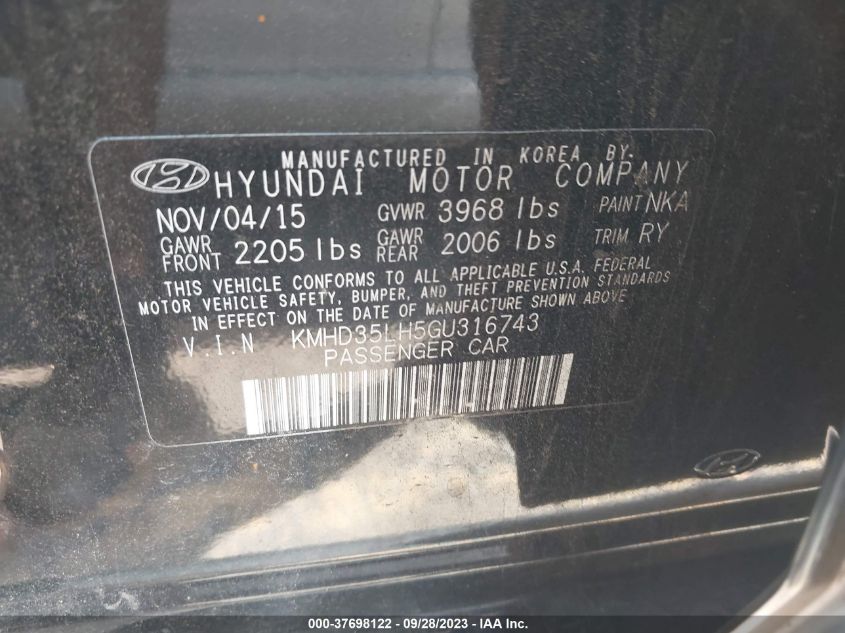 MANUFACTURED IN KOREA BY:
HYUNDAI MOTOR COMPANY
NOV/04/15 GVWR 3968 lbs PAINT NKA
GAWR FRONT 2205 lbs GAWR REAR 2006 lbs TRIM RY
THIS VEHICLE CONFORMS TO ALL APPLICABLE U.S.A. FEDERAL
MOTOR VEHICLE SAFETY, BUMPER, AND THEFT PREVENTION STANDARDS
IN EFFECT ON THE DATE OF MANUFACTURE SHOWN ABOVE.
V.I.N KMHD35LH5GU316743
PASSENGER CAR
000-37698122 - 09/28/2023 - IAA Inc.